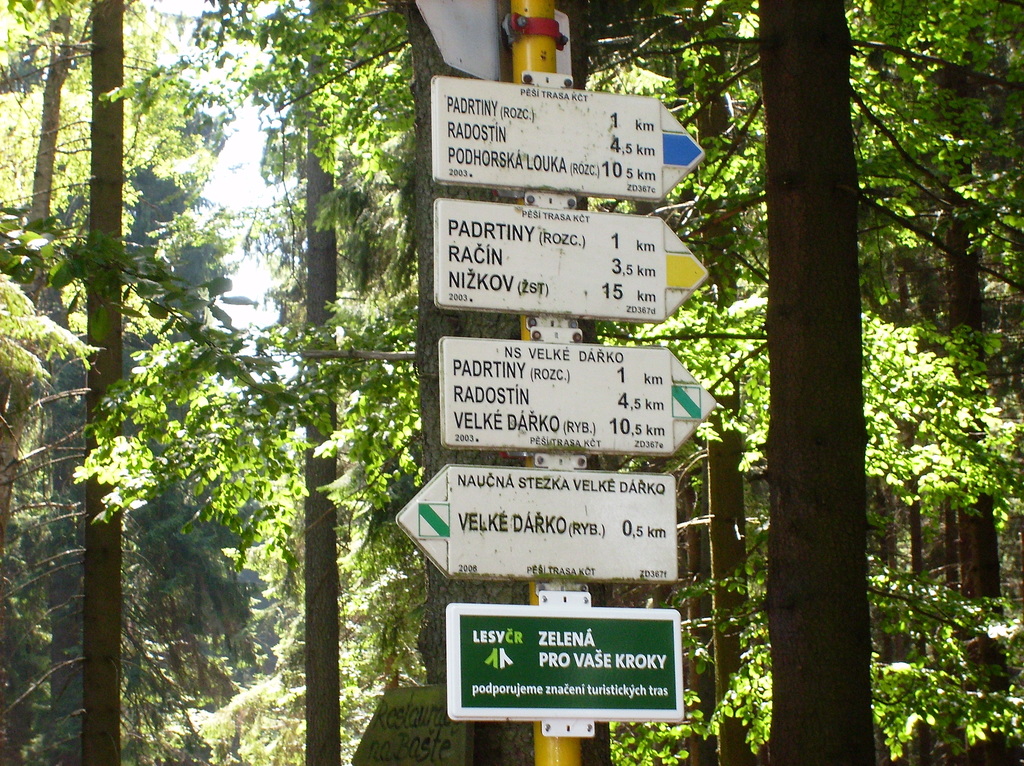 PĚŠÍ TRASA KČT
PADRTINY (ROZC.) 1 km
RADOSTÍN 4,5 km
PODHORSKÁ LOUKA (ROZC.) 10,5 km
2003. ZD367c
PĚŠÍ TRASA KČT
PADRTINY (ROZC.) 1 km
RAČÍN 3,5 km
NIŽKOV (ŽST) 15 km
2003. ZD367d
NS VELKÉ DÁŘKO
PADRTINY (ROZC.) 1 km
RADOSTÍN 4,5 km
VELKÉ DÁŘKO (RYB.) 10,5 km
2003. PĚŠÍ TRASA KČT ZD367e
NAUČNÁ STEZKA VELKÉ DÁŘKO
VELKÉ DÁŘKO (RYB.) 0,5 km
2006 PĚŠÍ TRASA KČT ZD367f
LESYČR ZELENÁ
PRO VAŠE KROKY
podporujeme značení turistických tras
na Baště